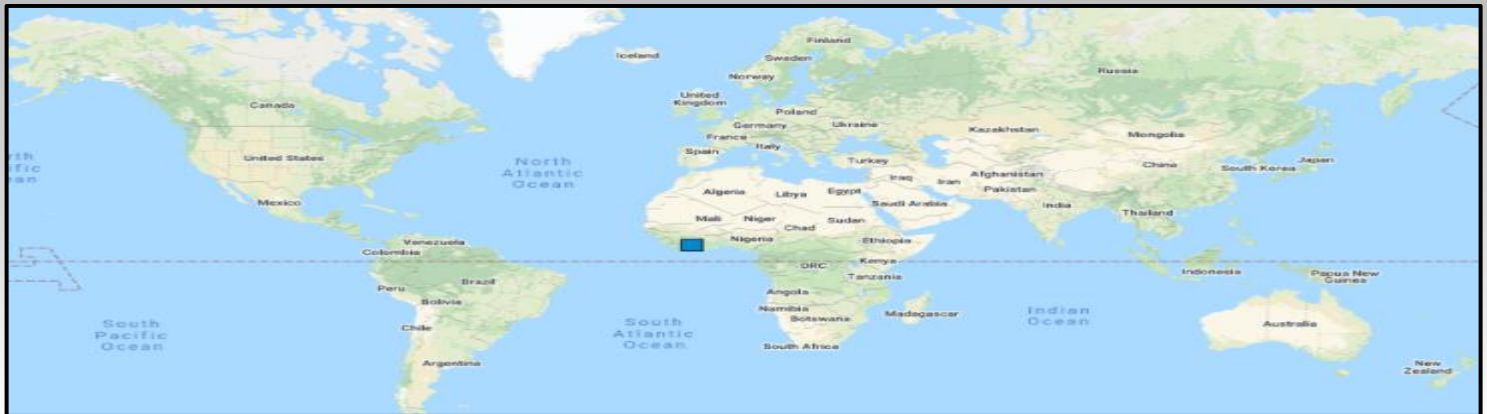 Iceland
Finland
Sweden
Norway
Russia
Canada
United
Kingdom
Poland
Germany
Ukraine
France
Kazakhstan
Mongolia
Italy
Spain
United States
North
Atlantic
Ocean
Turkey
China
Japan
South Korea
Iraq
Iran
Afghanistan
Pakistan
Algeria
Libya
Egypt
Saudi Arabia
India
Mexico
Mali
Niger
Chad
Sudan
Thailand
Venezuela
Colombia
Nigeria
Ethiopia
DRC
Kenya
Tanzania
Indonesia
Papua New
Guinea
Peru
Brazil
Bolivia
Angola
Namibia
Botswana
Madagascar
Indian
Ocean
South
Pacific
Ocean
Chile
South
Atlantic
Ocean
Australia
South Africa
Argentina
New
Zealand